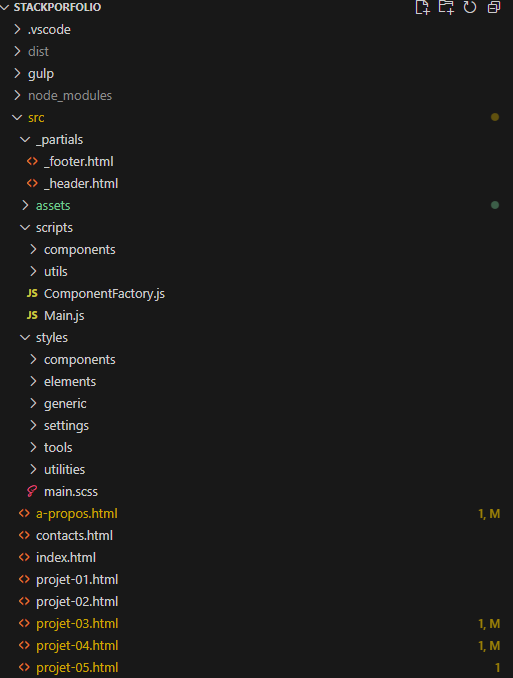 STACKPORFOLIO
.vscode
dist
gulp
node_modules
src
_partials
<> _footer.html
<> _header.html
assets
scripts
components
utils
JS ComponentFactory.js
JS Main.js
styles
components
elements
generic
settings
tools
utilities
main.scss
<> a-propos.html 1, M
<> contacts.html
<> index.html
<> projet-01.html
<> projet-02.html
<> projet-03.html 1, M
<> projet-04.html 1, M
<> projet-05.html 1